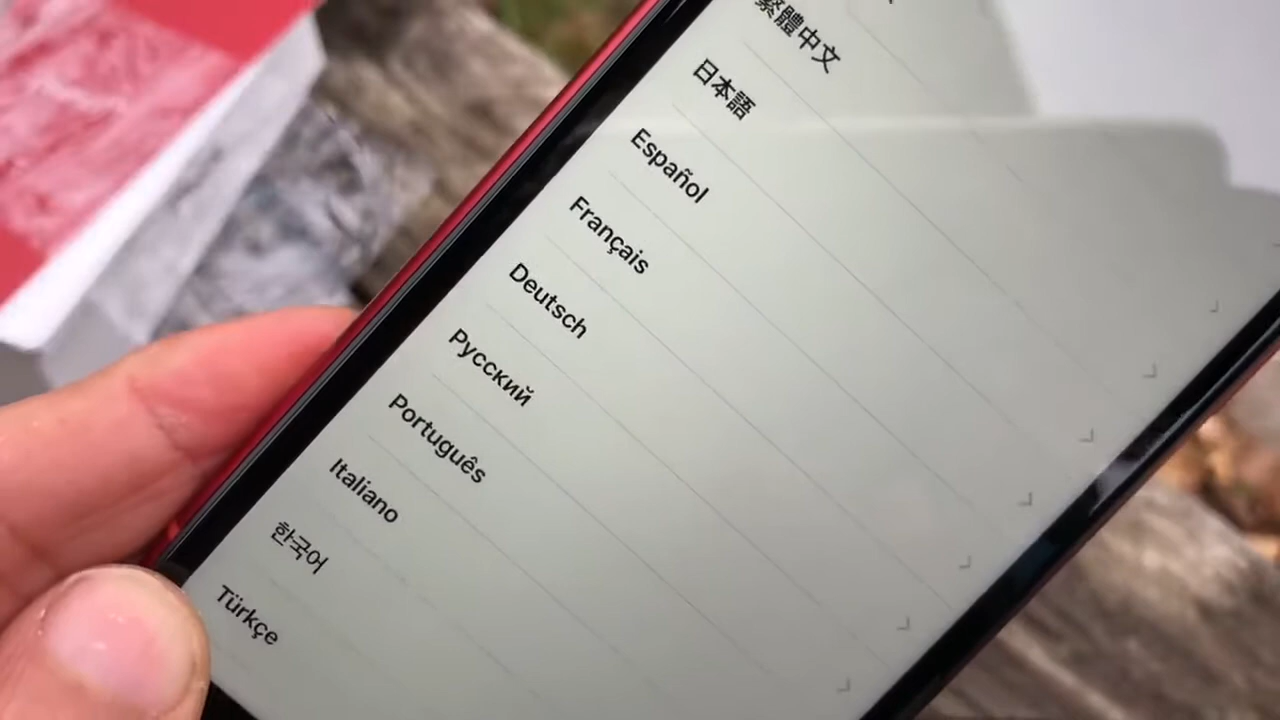 繁體中文
日本語
Español
Français
Deutsch
Русский
Português
Italiano
한국어
Türkçe